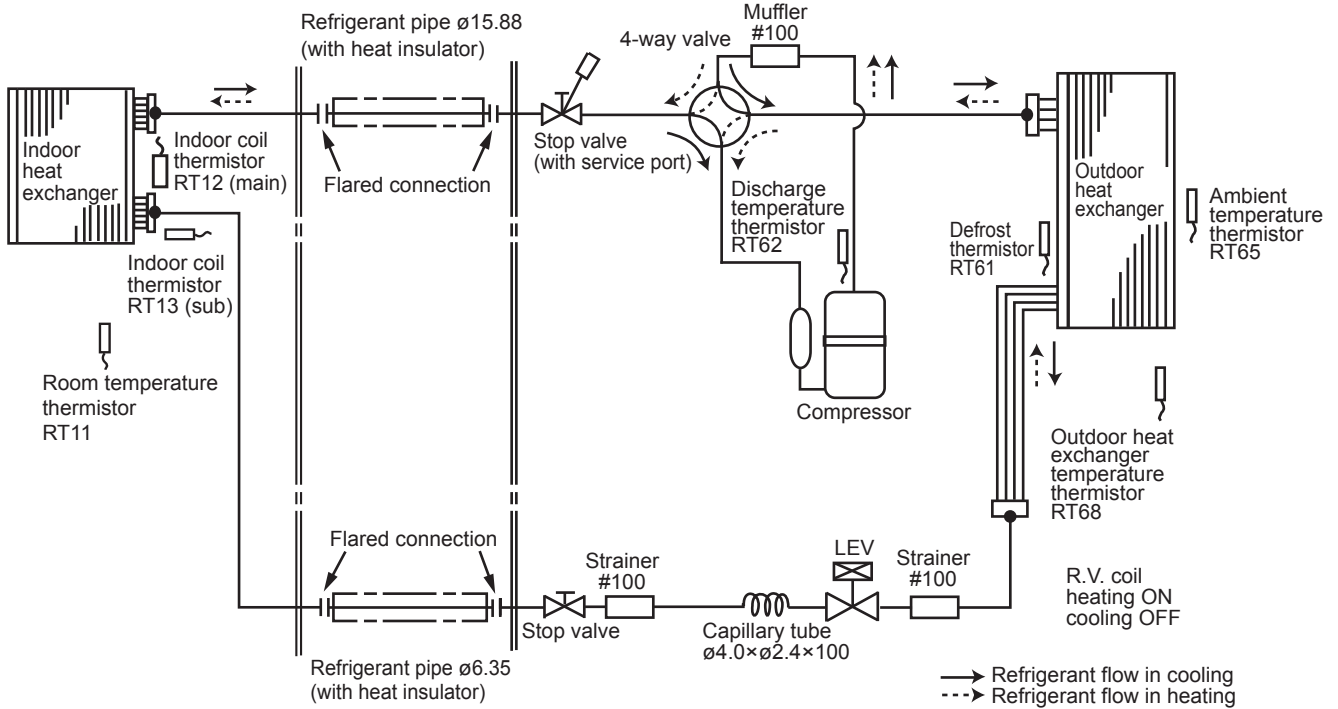 Refrigerant pipe ø15.88
(with heat insulator)
Muffler
#100
4-way valve
Indoor
heat
exchanger
Indoor coil
thermistor
RT12 (main)
Flared connection
Stop valve
(with service port)
Discharge
temperature
thermistor
RT62
Outdoor
heat
exchanger
Ambient
temperature
thermistor
RT65
Defrost
thermistor
RT61
Indoor coil
thermistor
RT13 (sub)
Room temperature
thermistor
RT11
Compressor
Outdoor heat
exchanger
temperature
thermistor
RT68
Flared connection
Strainer
#100
LEV
Strainer
#100
R.V. coil
heating ON
cooling OFF
Stop valve
Capillary tube
ø4.0×ø2.4×100
Refrigerant pipe ø6.35
(with heat insulator)
Refrigerant flow in cooling
Refrigerant flow in heating